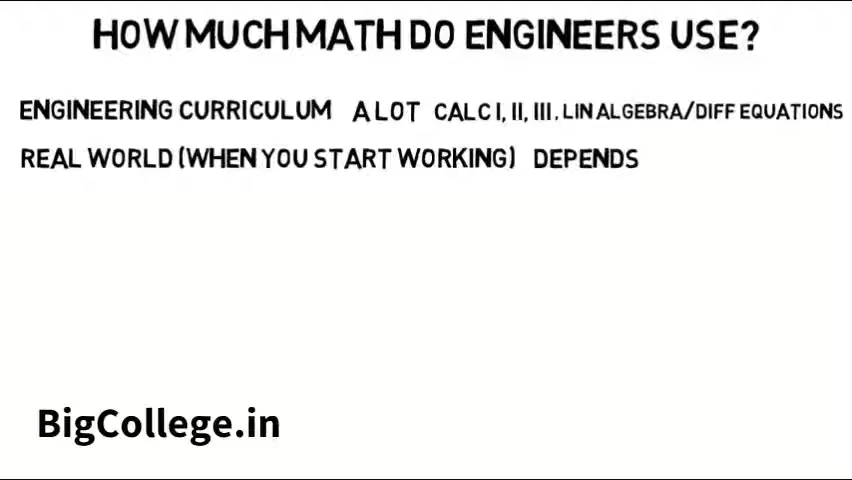 HOW MUCH MATH DO ENGINEERS USE?
ENGINEERING CURRICULUM A LOT CALC I, II, III, LIN ALGEBRA/DIFF EQUATIONS
REAL WORLD (WHEN YOU START WORKING) DEPENDS
BigCollege.in